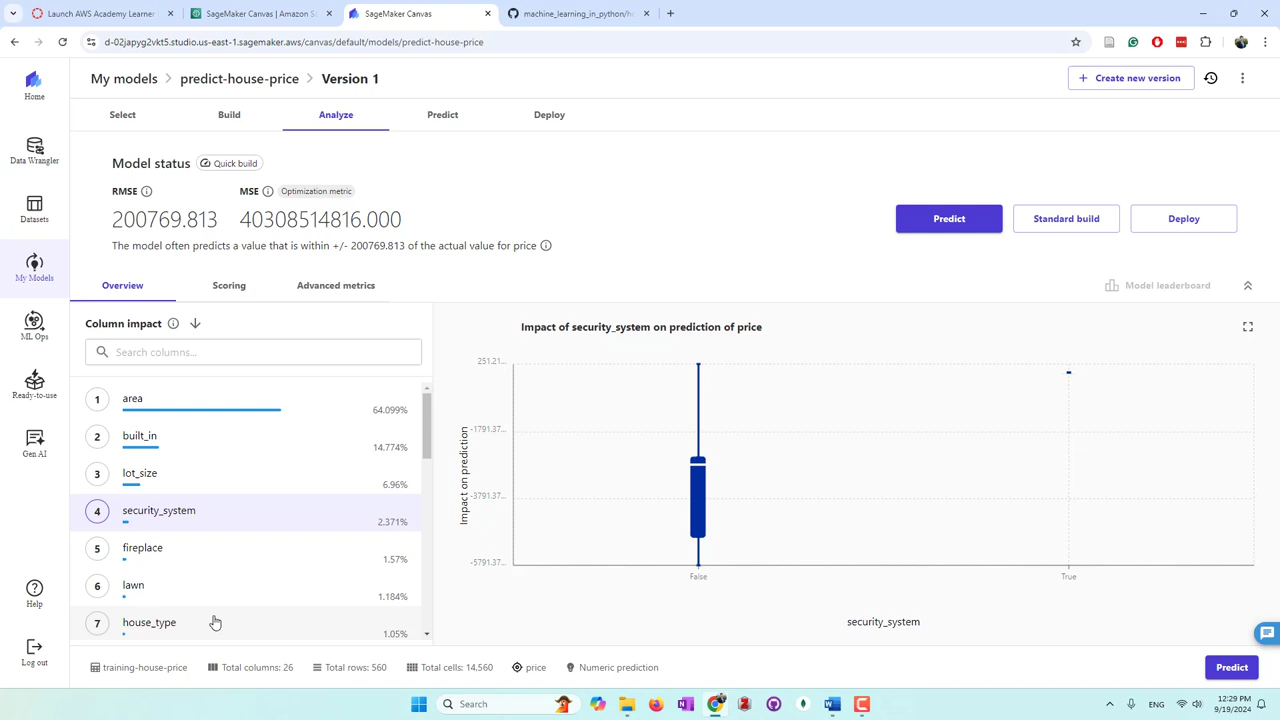 Launch AWS Academy Learner
SageMaker Canvas | Amazon S
SageMaker Canvas
machine_learning_in_python/h
d-02japyg2vkt5.studio.us-east-1.sagemaker.aws/canvas/default/models/predict-house-price
Home
Data Wrangler
Datasets
My Models
ML Ops
Ready-to-use
Gen AI
Help
Log out
My models > predict-house-price > Version 1
+ Create new version
Select Build Analyze Predict Deploy
Model status Quick build
RMSE MSE Optimization metric
200769.813 40308514816.000
The model often predicts a value that is within +/- 200769.813 of the actual value for price
Predict Standard build Deploy
Overview Scoring Advanced metrics
Model leaderboard
Column impact
Search columns...
1 area 64.099%
2 built_in 14.774%
3 lot_size 6.96%
4 security_system 2.371%
5 fireplace 1.57%
6 lawn 1.184%
7 house_type 1.05%
Impact of security_system on prediction of price
Impact on prediction
251.21...
-1791.37...
-3791.37...
-5791.37...
False True
security_system
training-house-price Total columns: 26 Total rows: 560 Total cells: 14,560 price Numeric prediction
Predict
Search
ENG
12:29 PM
9/19/2024